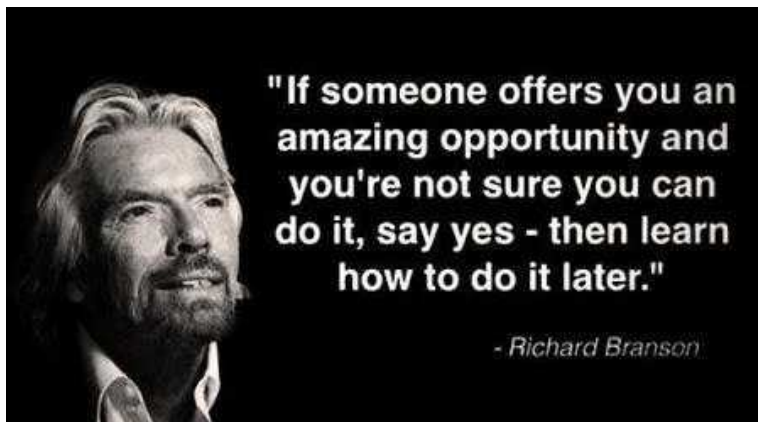 "If someone offers you an
amazing opportunity and
you're not sure you can
do it, say yes - then learn
how to do it later."
- Richard Branson